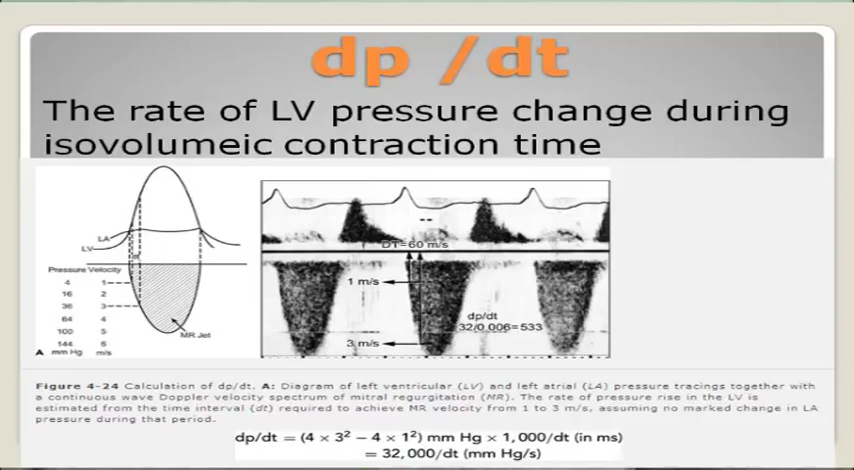 dp /dt
The rate of LV pressure change during
isovolumeic contraction time
LA
LV
dt
Pressure Velocity
4 1
16 2
36 3
64 4
100 5
144 6
A mm Hg m/s
MR Jet
DT=60 m/s
1 m/s
dp/dt
32/0.006=533
3 m/s
Figure 4-24 Calculation of dp/dt. A: Diagram of left ventricular (LV) and left atrial (LA) pressure tracings together with
a continuous wave Doppler velocity spectrum of mitral regurgitation (MR). The rate of pressure rise in the LV is
estimated from the time interval (dt) required to achieve MR velocity from 1 to 3 m/s, assuming no marked change in LA
pressure during that period.
dp/dt = (4 × 3² − 4 × 1²) mm Hg × 1,000/dt (in ms)
= 32,000/dt (mm Hg/s)